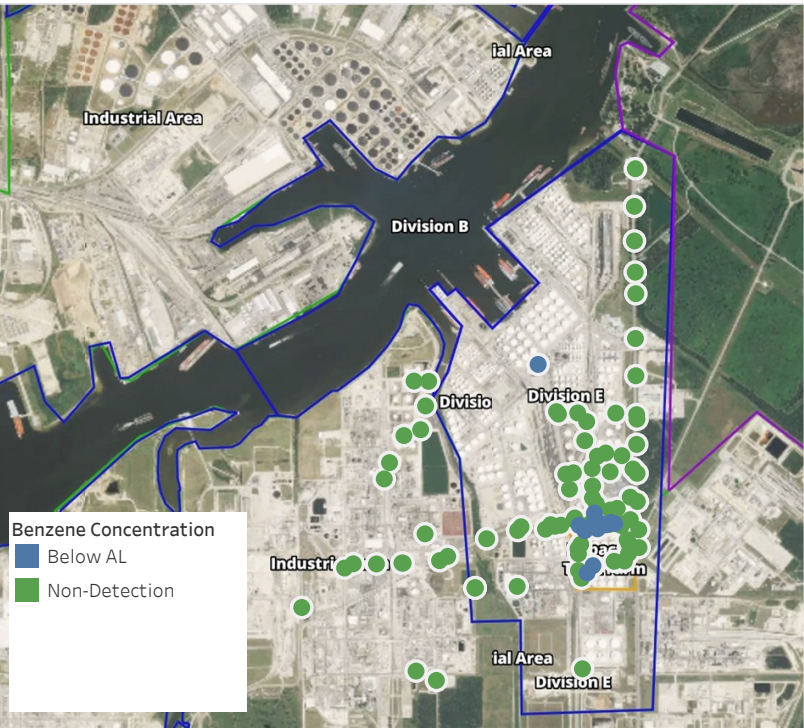 ial Area
Industrial Area
Division B
Division E
Divisio
Benzene Concentration
Below AL
Non-Detection
Industri
ial Area
Division E